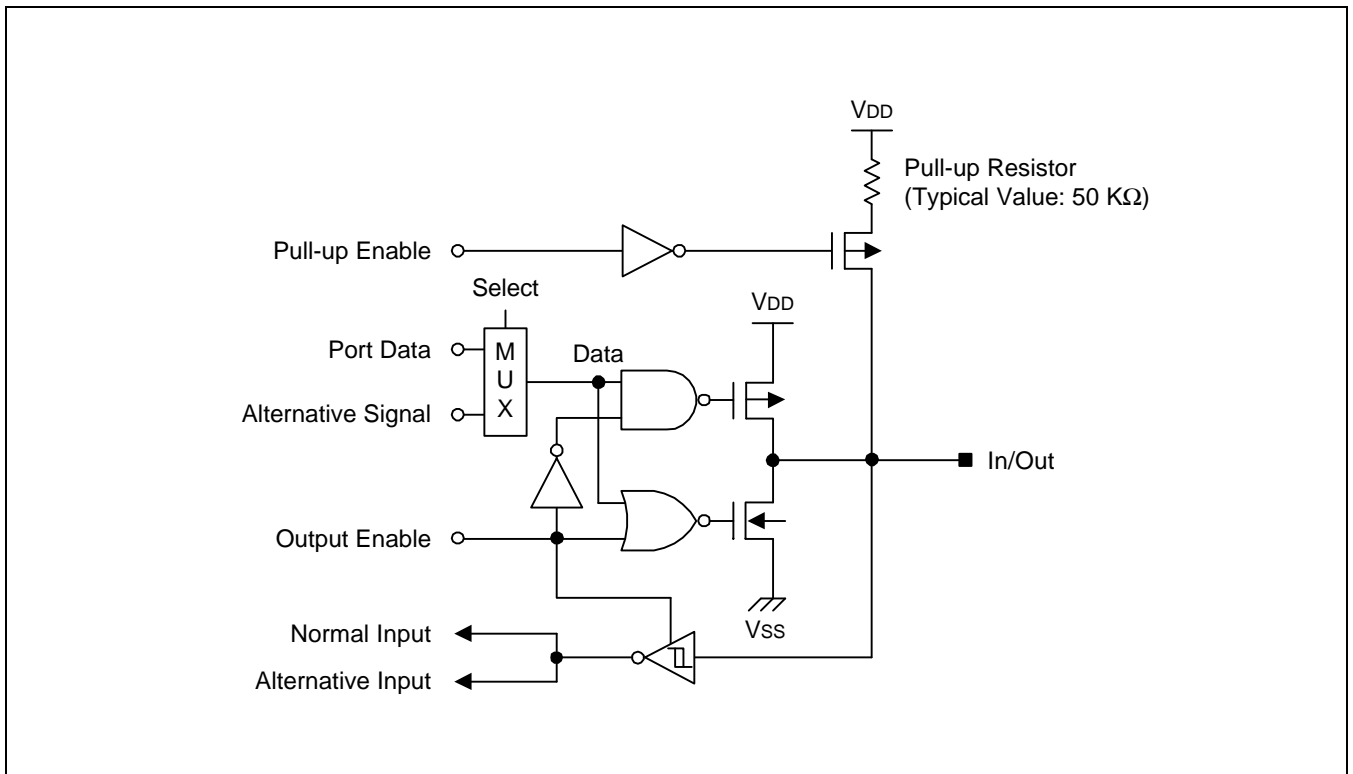 VDD
Pull-up Resistor
(Typical Value: 50 KΩ)
Pull-up Enable
Select
VDD
Port Data
M
U
X
Data
Alternative Signal
In/Out
Output Enable
VSS
Normal Input
Alternative Input